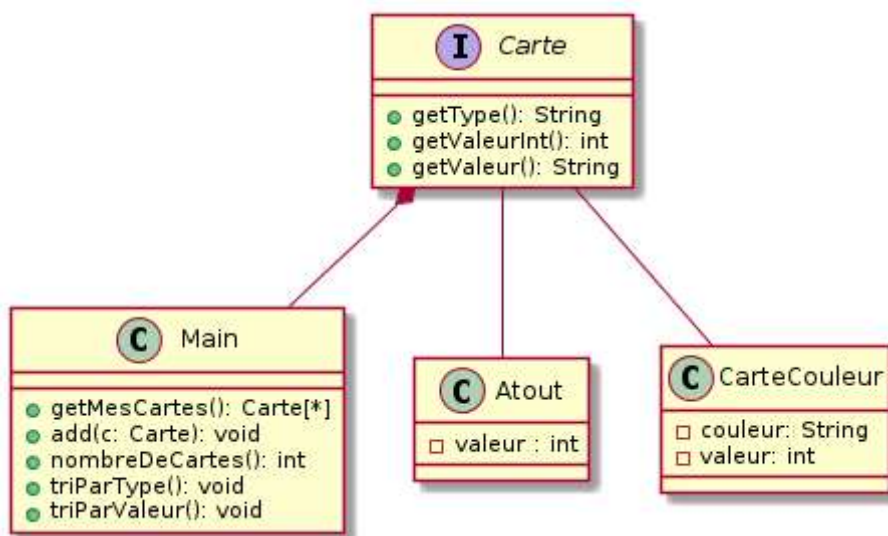 I Carte
getType(): String
getValeurInt(): int
getValeur(): String
C Main
getMesCartes(): Carte[*]
add(c: Carte): void
nombreDeCartes(): int
triParType(): void
triParValeur(): void
C Atout
valeur : int
C CarteCouleur
couleur: String
valeur: int